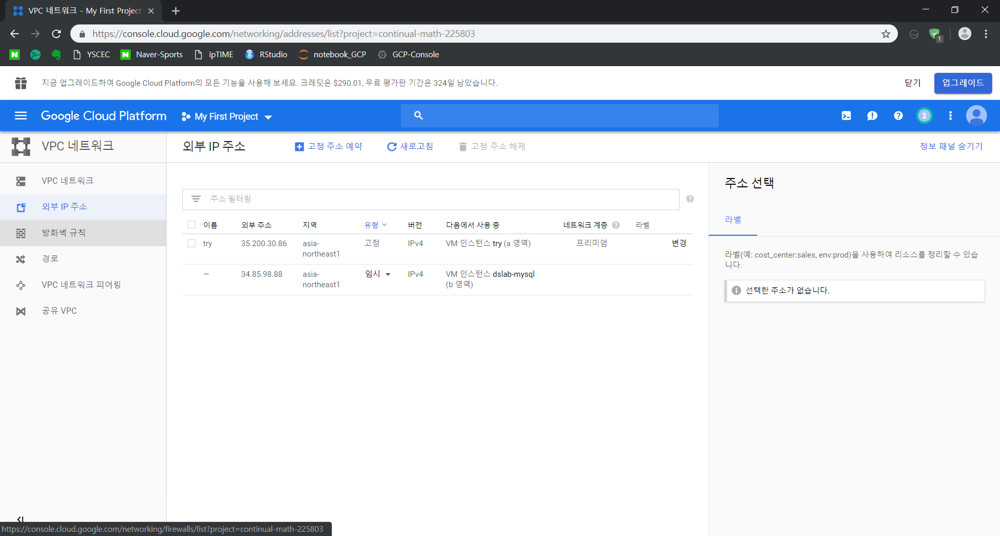 VPC 네트워크 - My First Project
https://console.cloud.google.com/networking/addresses/list?project=continual-math-225803
1
N YSCEC N Naver-Sports ipTIME R RStudio notebook_GCP GCP-Console
지금 업그레이드하여 Google Cloud Platform의 모든 기능을 사용해 보세요. 크레딧은 $290.01, 무료 평가판 기간은 324일 남았습니다. 닫기 업그레이드
Google Cloud Platform My First Project 2
VPC 네트워크
외부 IP 주소 고정 주소 예약 새로고침 고정 주소 해제 정보 패널 숨기기
VPC 네트워크
외부 IP 주소
방화벽 규칙
경로
VPC 네트워크 피어링
공유 VPC
주소 필터링
이름 외부 주소 지역 유형 버전 다음에서 사용 중 네트워크 계층 라벨
try 35.200.30.86 asia-northeast1 고정 IPv4 VM 인스턴스 try (a 영역) 프리미엄 변경
— 34.85.98.88 asia-northeast1 임시 IPv4 VM 인스턴스 dslab-mysql (b 영역)
주소 선택
라벨
라벨(예: cost_center:sales, env:prod)을 사용하여 리소스를 정리할 수 있습
니다.
선택한 주소가 없습니다.
https://console.cloud.google.com/networking/firewalls/list?project=continual-math-225803